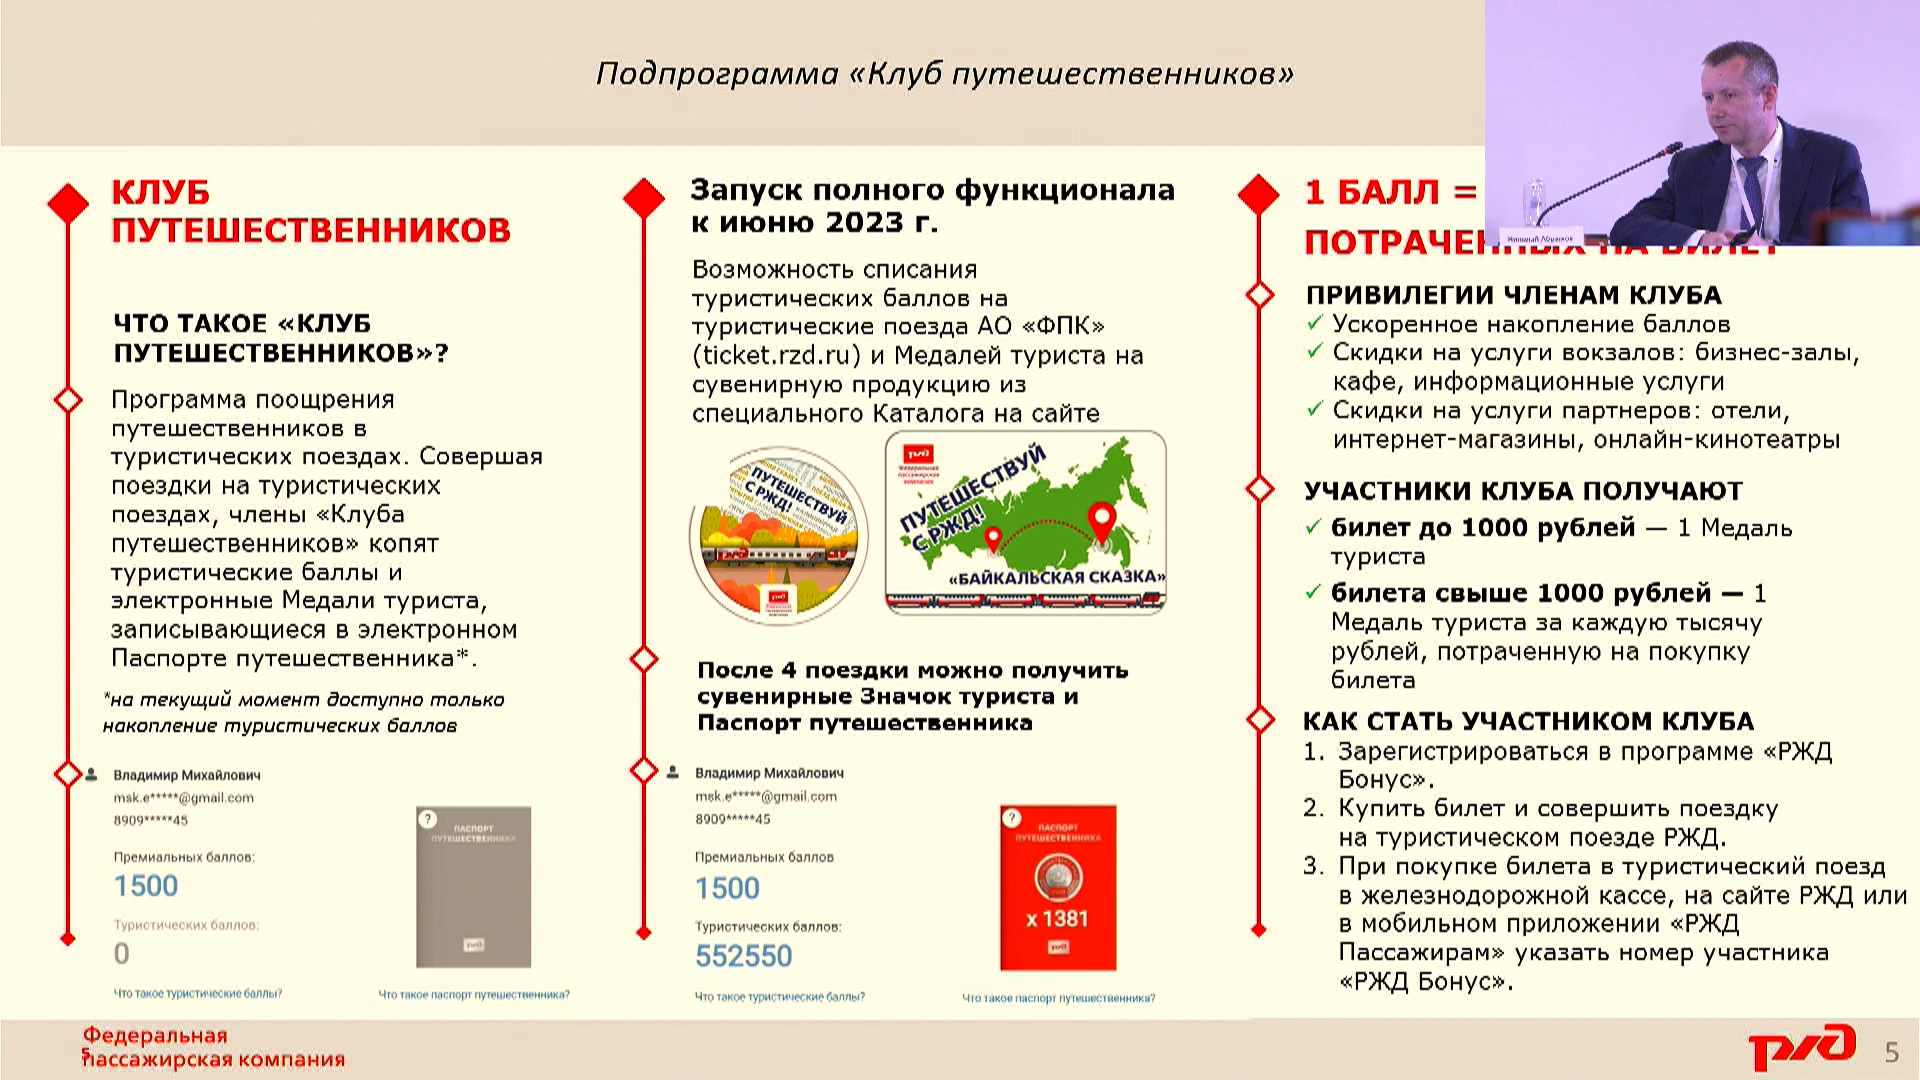 Подпрограмма «Клуб путешественников»
КЛУБ
ПУТЕШЕСТВЕННИКОВ
ЧТО ТАКОЕ «КЛУБ
ПУТЕШЕСТВЕННИКОВ»?
Программа поощрения
путешественников в
туристических поездах. Совершая
поездки на туристических
поездах, члены «Клуба
путешественников» копят
туристические баллы и
электронные Медали туриста,
записывающиеся в электронном
Паспорте путешественника*.
*на текущий момент доступно только
накопление туристических баллов
Владимир Михайлович
msk.e*****@gmail.com
8909*****45
Премиальных баллов:
1500
Туристических баллов:
0
Что такое туристические баллы?
?
ПАСПОРТ
ПУТЕШЕСТВЕННИКА
Что такое паспорт путешественника?
Запуск полного функционала
к июню 2023 г.
Возможность списания
туристических баллов на
туристические поезда АО «ФПК»
(ticket.rzd.ru) и Медалей туриста на
сувенирную продукцию из
специального Каталога на сайте
ПУТЕШЕСТВУЙ
С РЖД!
Федеральная
пассажирская
компания
ПУТЕШЕСТВУЙ
С РЖД!
«БАЙКАЛЬСКАЯ СКАЗКА»
После 4 поездки можно получить
сувенирные Значок туриста и
Паспорт путешественника
Владимир Михайлович
msk.e*****@gmail.com
8909*****45
Премиальных баллов
1500
Туристических баллов:
552550
Что такое туристические баллы?
?
ПАСПОРТ
ПУТЕШЕСТВЕННИКА
x 1381
Что такое паспорт путешественника?
1 БАЛЛ =
ПОТРАЧЕННЫХ НА БИЛЕТ
ПРИВИЛЕГИИ ЧЛЕНАМ КЛУБА
✓ Ускоренное накопление баллов
✓ Скидки на услуги вокзалов: бизнес-залы,
кафе, информационные услуги
✓ Скидки на услуги партнеров: отели,
интернет-магазины, онлайн-кинотеатры
УЧАСТНИКИ КЛУБА ПОЛУЧАЮТ
✓ билет до 1000 рублей — 1 Медаль
туриста
✓ билета свыше 1000 рублей — 1
Медаль туриста за каждую тысячу
рублей, потраченную на покупку
билета
КАК СТАТЬ УЧАСТНИКОМ КЛУБА
1. Зарегистрироваться в программе «РЖД
Бонус».
2. Купить билет и совершить поездку
на туристическом поезде РЖД.
3. При покупке билета в туристический поезд
в железнодорожной кассе, на сайте РЖД или
в мобильном приложении «РЖД
Пассажирам» указать номер участника
«РЖД Бонус».
Федеральная
пассажирская компания
5
РЖД
5